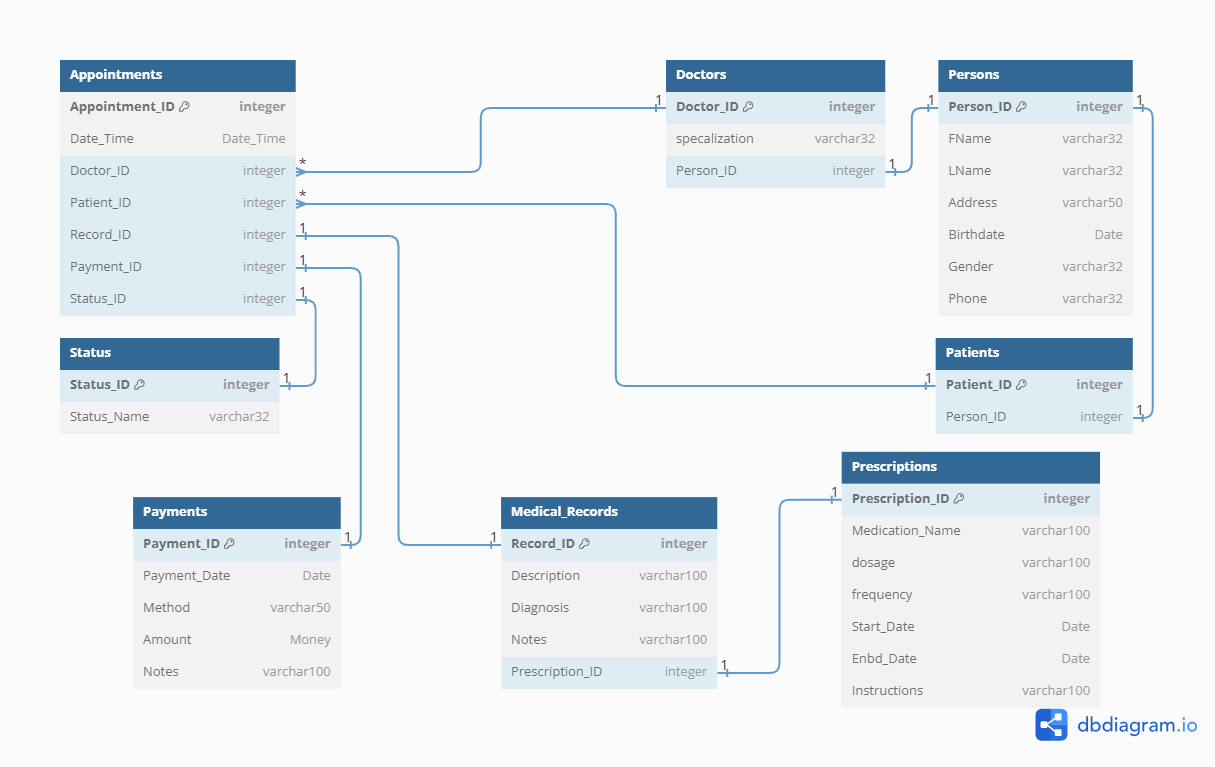 Appointments
Appointment_ID integer
Date_Time Date_Time
Doctor_ID integer
Patient_ID integer
Record_ID integer
Payment_ID integer
Status_ID integer
* 
*
1
1
1
Doctors
1
Doctor_ID integer
specalization varchar32
Person_ID integer
1
Persons
1
1
Person_ID integer
FName varchar32
LName varchar32
Address varchar50
Birthdate Date
Gender varchar32
Phone varchar32
Status
Status_ID integer
1
Status_Name varchar32
Patients
1
Patient_ID integer
Person_ID integer
1
Payments
Payment_ID integer
1
Payment_Date Date
Method varchar50
Amount Money
Notes varchar100
Medical_Records
1
Record_ID integer
Description varchar100
Diagnosis varchar100
Notes varchar100
Prescription_ID integer
1
Prescriptions
1
Prescription_ID integer
Medication_Name varchar100
dosage varchar100
frequency varchar100
Start_Date Date
Enbd_Date Date
Instructions varchar100
dbdiagram.io